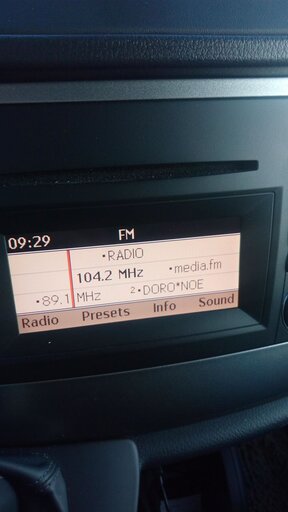 09:29 FM
•RADIO
104.2 MHz •media.fm
•89.1 MHz 2•DORO*NOE
Radio Presets Info Sound